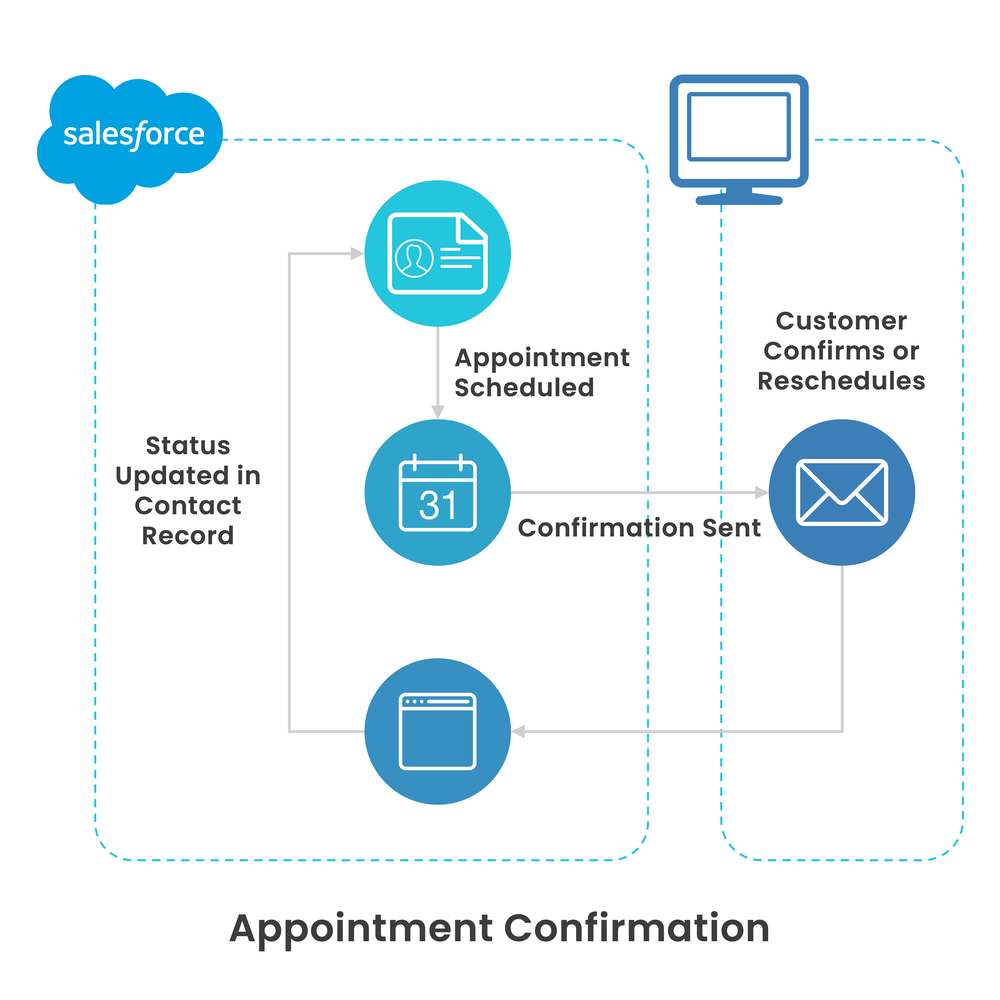 salesforce
Appointment
Scheduled
Customer
Confirms or
Reschedules
Status
Updated in
Contact
Record
31
Confirmation Sent
Appointment Confirmation